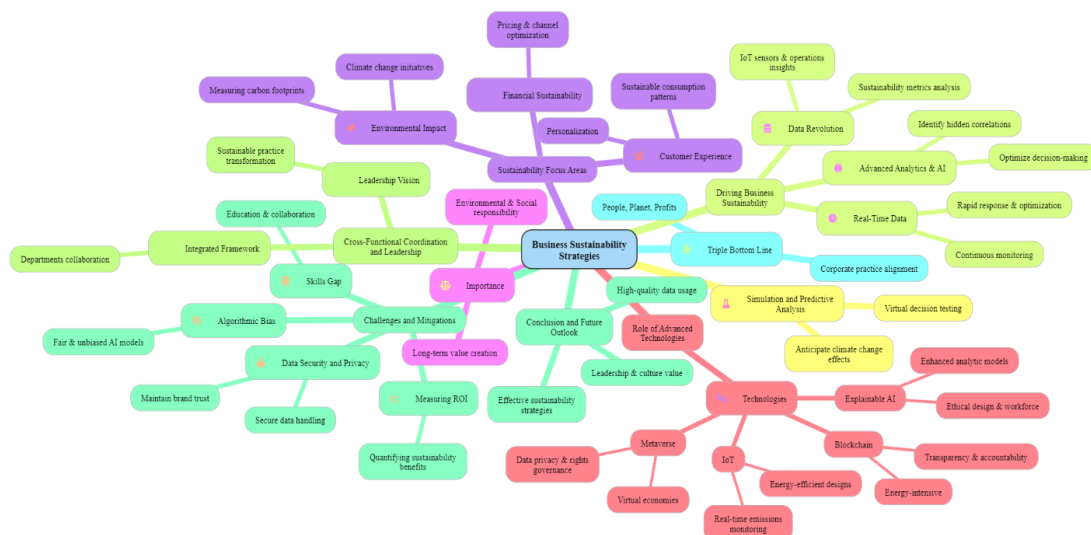 Pricing & channel
optimization
Climate change initiatives
IoT sensors & operations
insights
Measuring carbon footprints
Financial Sustainability
Sustainable consumption
patterns
Sustainability metrics analysis
Environmental Impact
Personalization
Data Revolution
Identify hidden correlations
Sustainable practice
transformation
Customer Experience
Optimize decision-making
Sustainability Focus Areas
Advanced Analytics & AI
Leadership Vision
Driving Business
Sustainability
Environmental & Social
responsibility
People, Planet, Profits
Rapid response & optimization
Education & collaboration
Real-Time Data
Integrated Framework
Cross-Functional Coordination
and Leadership
Business Sustainability
Strategies
Triple Bottom Line
Continuous monitoring
Departments collaboration
Corporate practice alignment
Skills Gap
Importance
High-quality data usage
Simulation and Predictive
Analysis
Virtual decision testing
Algorithmic Bias
Challenges and Mitigations
Conclusion and Future
Outlook
Role of Advanced
Technologies
Fair & unbiased AI models
Data Security and Privacy
Long-term value creation
Anticipate climate change
effects
Enhanced analytic models
Leadership & culture value
Maintain brand trust
Measuring ROI
Effective sustainability
strategies
Technologies
Explainable AI
Ethical design & workforce
Secure data handling
Metaverse
Blockchain
Quantifying sustainability
benefits
Data privacy & rights
governance
IoT
Transparency & accountability
Energy-efficient designs
Virtual economies
Energy-intensive
Real-time emissions
monitoring